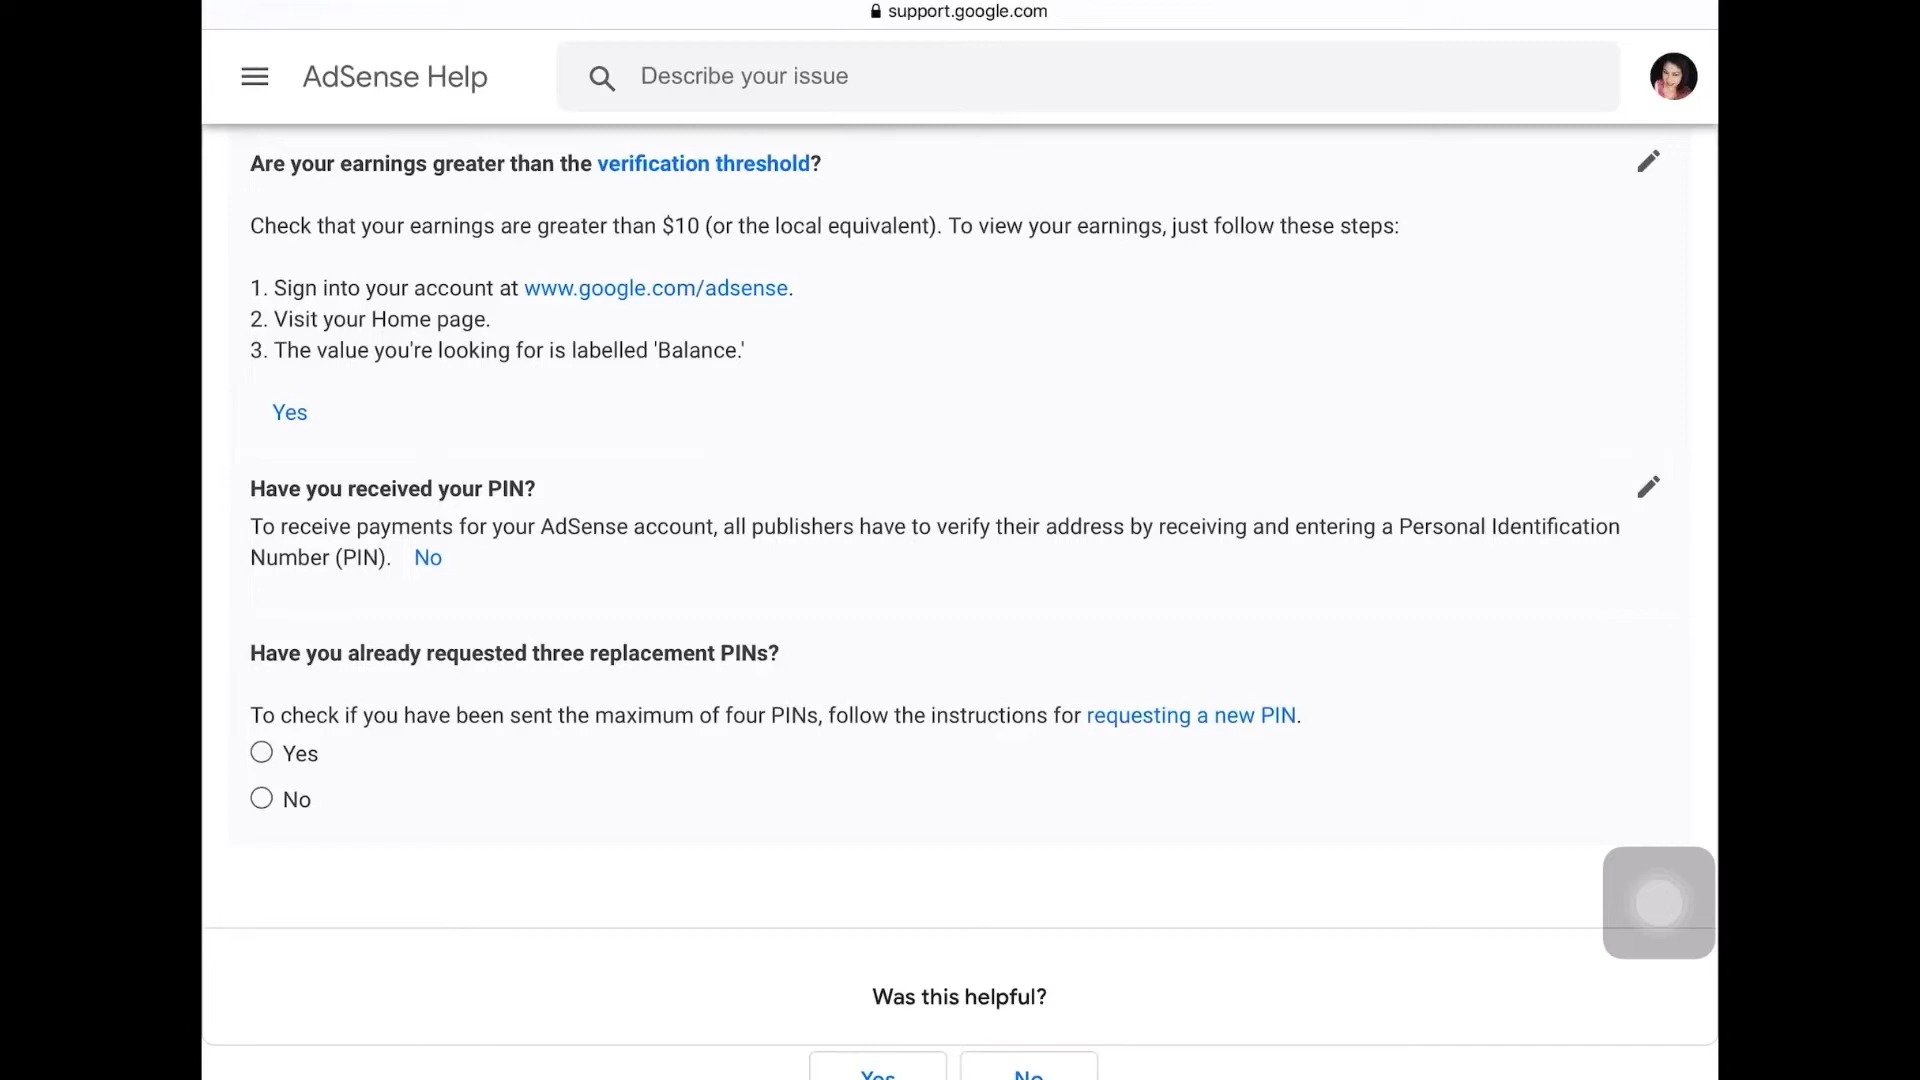 support.google.com
AdSense Help
Describe your issue
Are your earnings greater than the verification threshold?
Check that your earnings are greater than $10 (or the local equivalent). To view your earnings, just follow these steps:
1. Sign into your account at www.google.com/adsense.
2. Visit your Home page.
3. The value you're looking for is labelled 'Balance.'
Yes
Have you received your PIN?
To receive payments for your AdSense account, all publishers have to verify their address by receiving and entering a Personal Identification
Number (PIN). No
Have you already requested three replacement PINs?
To check if you have been sent the maximum of four PINs, follow the instructions for requesting a new PIN.
Yes
No
Was this helpful?
Yes No